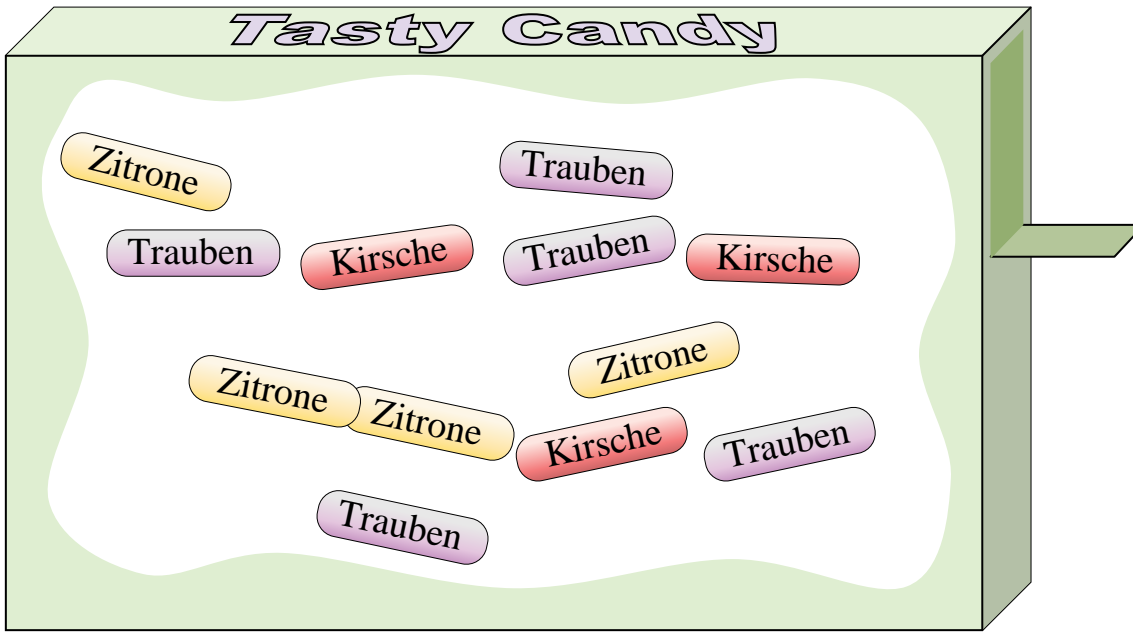 Tasty Candy
Zitrone
Trauben
Trauben
Kirsche
Trauben
Kirsche
Zitrone
Zitrone
Zitrone
Kirsche
Trauben
Trauben